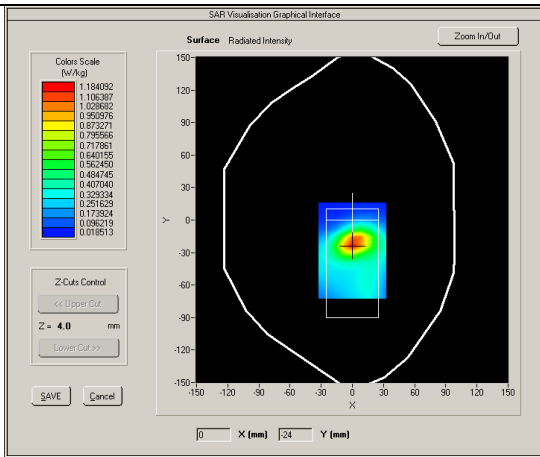 SAR Visualisation Graphical Interface
Surface Radiated Intensity
Zoom In/Out
Colors Scale
(W/kg)
1.184092
1.106387
1.028682
0.950976
0.873271
0.795566
0.717861
0.640155
0.562450
0.484745
0.407040
0.329334
0.251629
0.173924
0.096219
0.018513
150
120
90
60
30
0
-30
-60
-90
-120
-150
Y
-150 -120 -90 -60 -30 0 30 60 90 120 150
X
Z-Cuts Control
<< Upper Cut
Z = 4.0 mm
Lower Cut >>
SAVE Cancel
0 X (mm) -24 Y (mm)